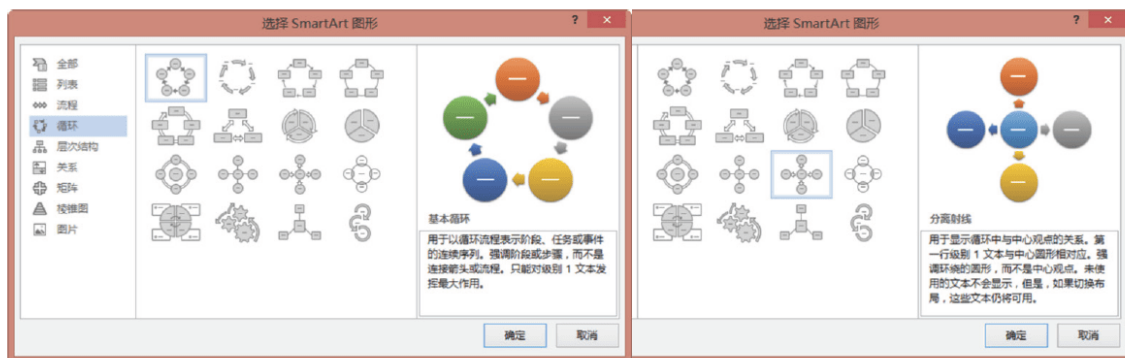 选择 SmartArt 图形
? ×
全部
列表
流程
循环
层次结构
关系
矩阵
棱锥图
图片
基本循环
用于以循环流程表示阶段、任务或事件
的连续序列。强调阶段或步骤，而不是
连接箭头或流程。只能对级别 1 文本发
挥最大作用。
确定
取消
选择 SmartArt 图形
? ×
分离射线
用于显示循环中与中心观点的关系。第
一行级别 1 文本与中心圆形相对应。强
调环绕的圆形，而不是中心观点。未使
用的文本不会显示，但是，如果切换布
局，这些文本仍将可用。
确定
取消